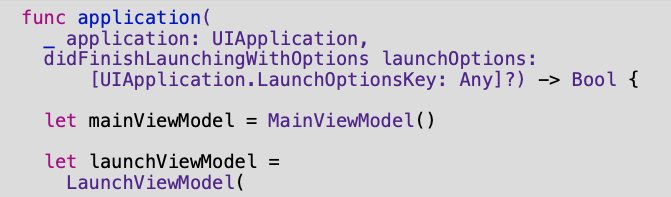 func application(
_ application: UIApplication,
didFinishLaunchingWithOptions launchOptions:
[UIApplication.LaunchOptionsKey: Any]?) -> Bool {
let mainViewModel = MainViewModel()
let launchViewModel =
LaunchViewModel(